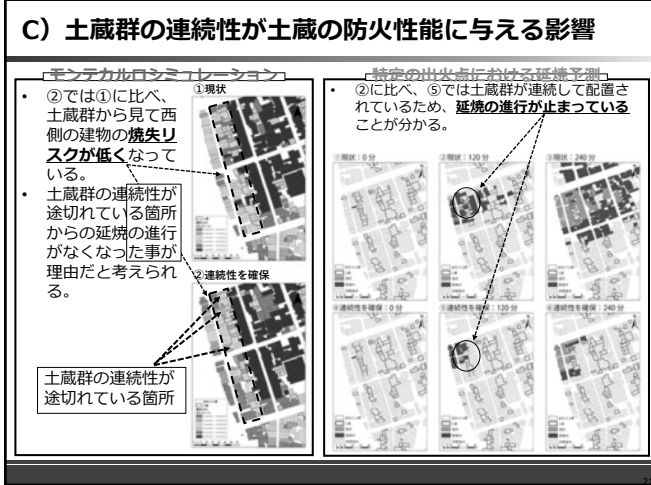 C）土蔵群の連続性が土蔵の防火性能に与える影響
モンテカルロシミュレーション
• ②では①に比べ、
土蔵群から見て西
側の建物の焼失リ
スクが低くなって
いる。
• 土蔵群の連続性が
途切れている箇所
からの延焼の進行
がなくなった事が
理由だと考えられ
る。
①現状
②連続性を確保
土蔵群の連続性が
途切れている箇所
特定の出火点における延焼予測
• ②に比べ、⑤では土蔵群が連続して配置さ
れているため、延焼の進行が止まっている
ことが分かる。
①現状：0分
②現状：120分
③現状：240分
④連続性を確保：0分
⑤連続性を確保：120分
⑥連続性を確保：240分